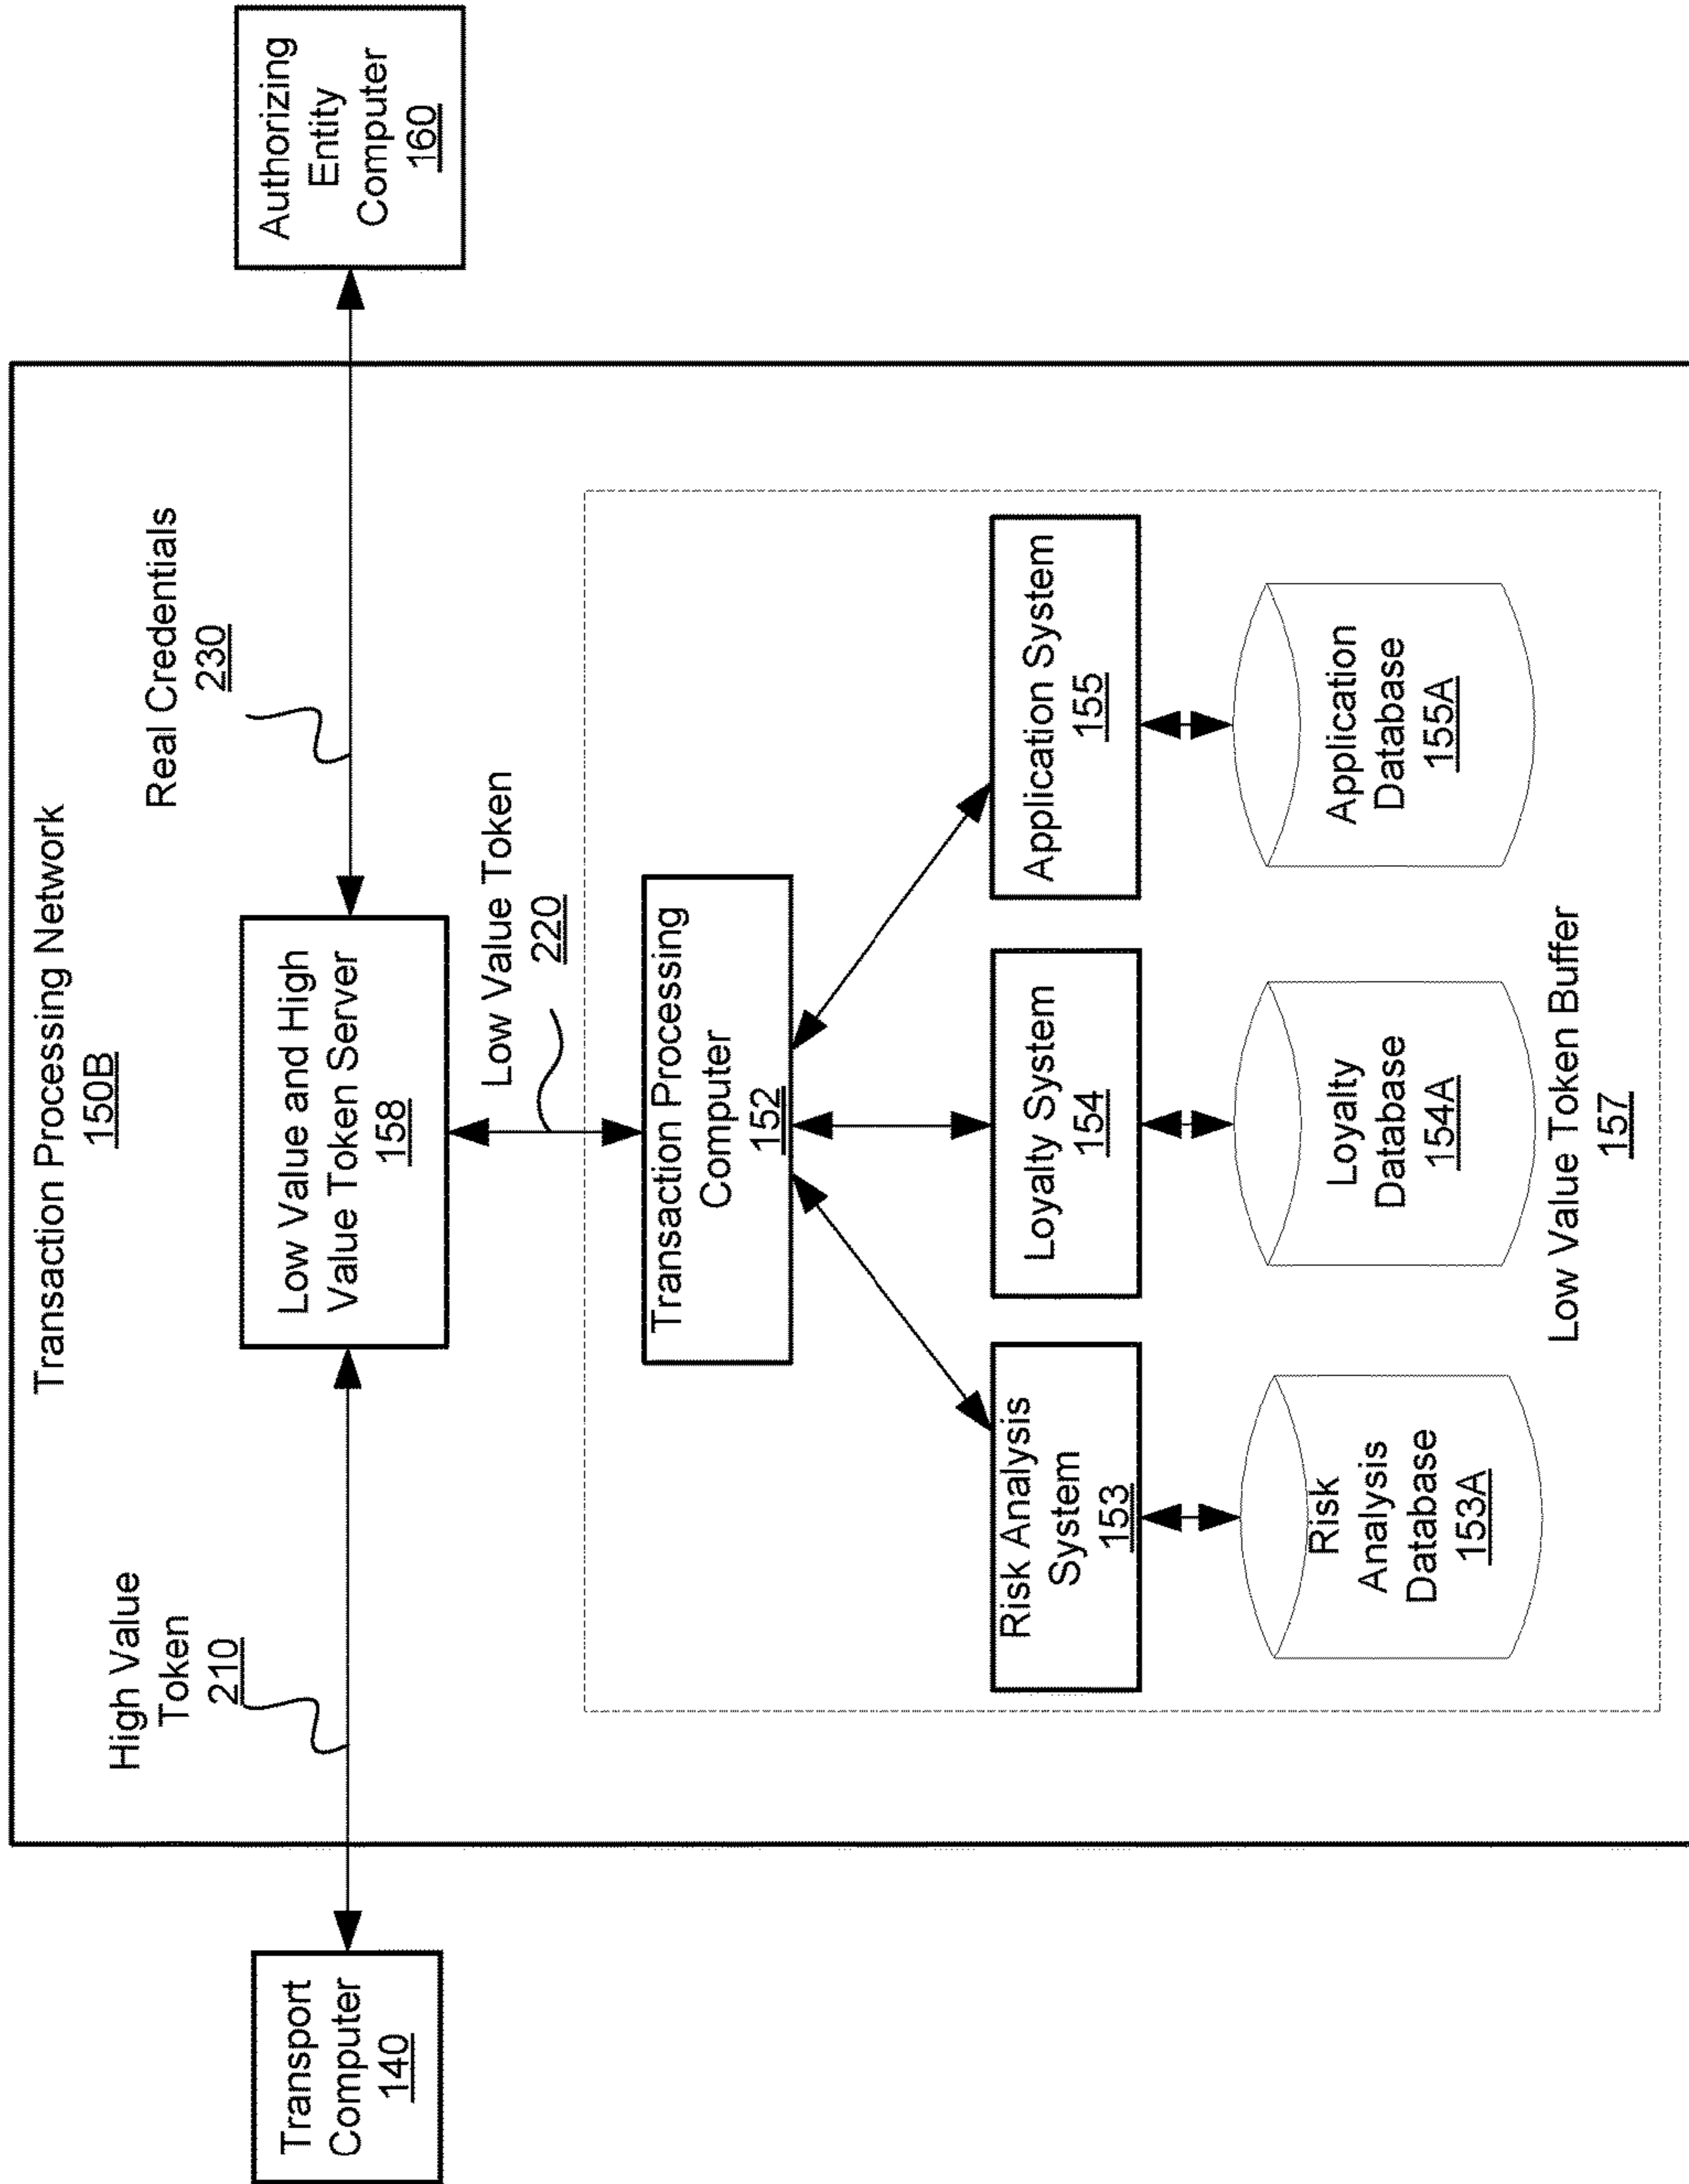 Transaction Processing Network
150B
High Value
Token
210
Real Credentials
230
Transport
Computer
140
Low Value and High
Value Token Server
158
Authorizing
Entity
Computer
160
Low Value Token
220
Transaction Processing
Computer
152
Risk Analysis
System
153
Loyalty System
154
Application System
155
Risk
Analysis
Database
153A
Loyalty
Database
154A
Application
Database
155A
Low Value Token Buffer
157